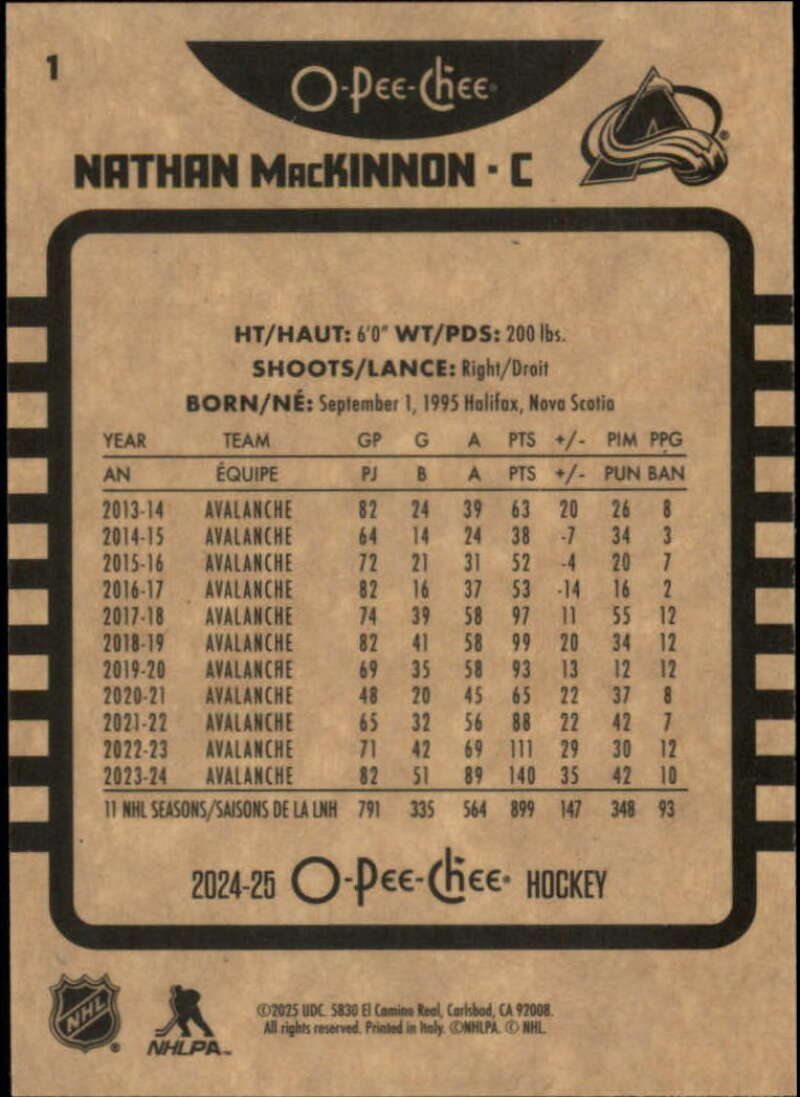 1
O-Pee-Chee
NATHAN MacKINNON · C
HT/HAUT: 6'0" WT/PDS: 200 lbs.
SHOOTS/LANCE: Right/Droit
BORN/NÉ: September 1, 1995 Halifax, Nova Scotia
YEAR TEAM GP G A PTS +/- PIM PPG
AN ÉQUIPE PJ B A PTS +/- PUN BAN
2013-14 AVALANCHE 82 24 39 63 20 26 8
2014-15 AVALANCHE 64 14 24 38 -7 34 3
2015-16 AVALANCHE 72 21 31 52 -4 20 7
2016-17 AVALANCHE 82 16 37 53 -14 16 2
2017-18 AVALANCHE 74 39 58 97 11 55 12
2018-19 AVALANCHE 82 41 58 99 20 34 12
2019-20 AVALANCHE 69 35 58 93 13 12 12
2020-21 AVALANCHE 48 20 45 65 22 37 8
2021-22 AVALANCHE 65 32 56 88 22 42 7
2022-23 AVALANCHE 71 42 69 111 29 30 12
2023-24 AVALANCHE 82 51 89 140 35 42 10
11 NHL SEASONS/SAISONS DE LA LNH 791 335 564 899 147 348 93
2024-25 O-Pee-Chee HOCKEY
NHL
NHLPA
©2025 UDC. 5830 El Camino Real, Carlsbad, CA 92008.
All rights reserved. Printed in Italy. ©NHLPA. © NHL.